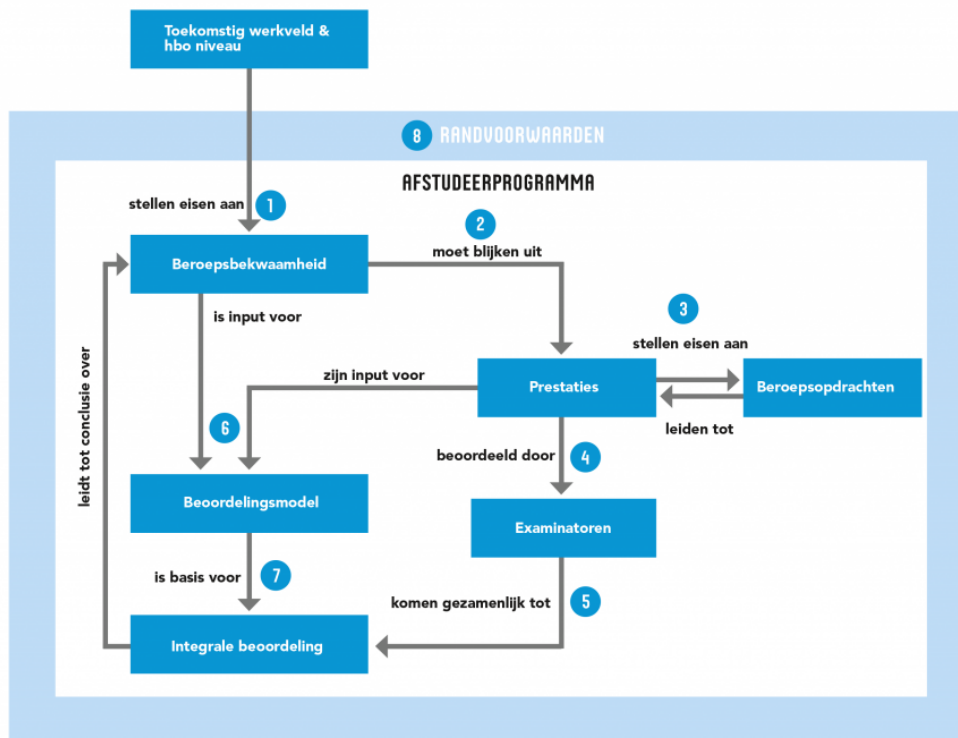 Toekomstig werkveld &
hbo niveau
8 RANDVOORWAARDEN
AFSTUDEERPROGRAMMA
stellen eisen aan 1
2
moet blijken uit
Beroepsbekwaamheid
is input voor
3
stellen eisen aan
zijn input voor
Prestaties
Beroepsopdrachten
leiden tot
6
beoordeeld door 4
leidt tot conclusie over
Beoordelingsmodel
Examinatoren
is basis voor 7
komen gezamenlijk tot 5
Integrale beoordeling